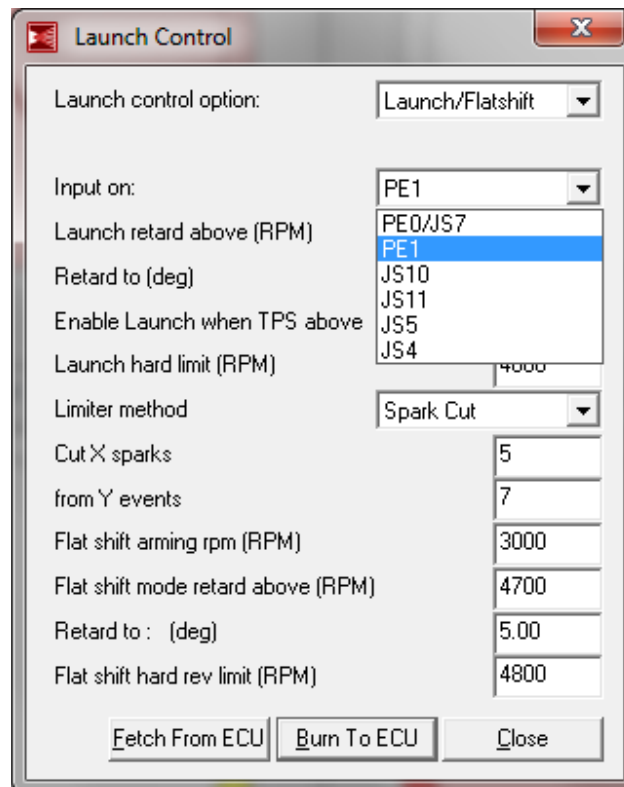 Launch Control
Launch control option: Launch/Flatshift
Input on: PE1
PE0/JS7
Launch retard above (RPM)
PE1
Retard to (deg) JS10
JS11
Enable Launch when TPS above JS5
JS4
Launch hard limit (RPM)
Limiter method Spark Cut
Cut X sparks 5
from Y events 7
Flat shift arming rpm (RPM) 3000
Flat shift mode retard above (RPM) 4700
Retard to : (deg) 5.00
Flat shift hard rev limit (RPM) 4800
Fetch From ECU Burn To ECU Close